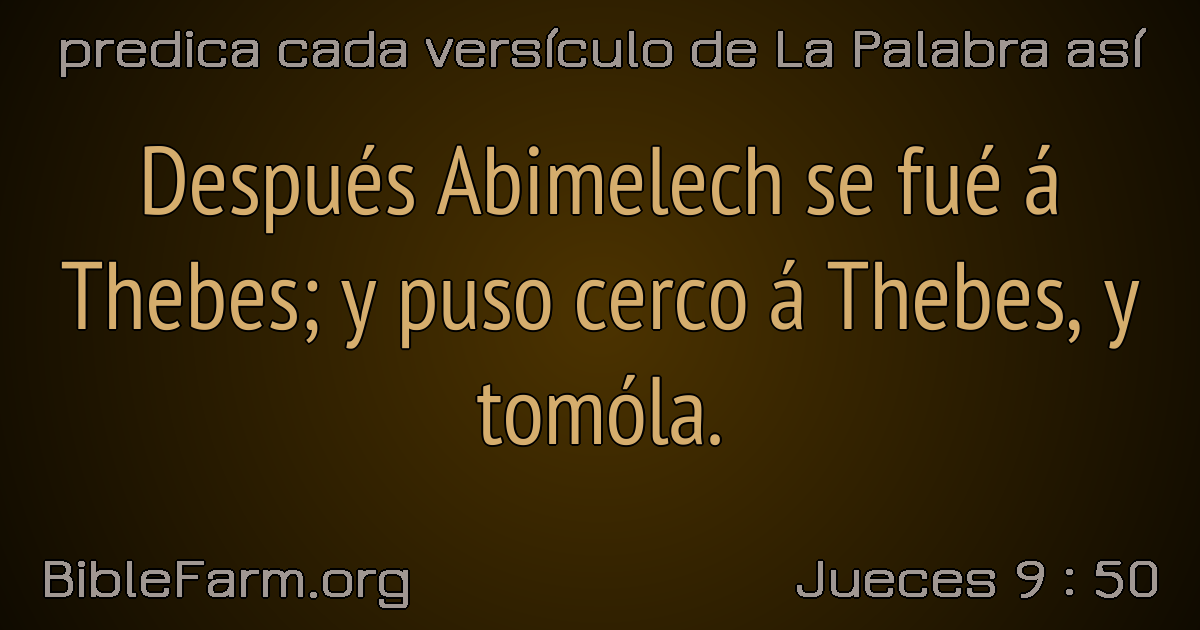 predica cada versículo de La Palabra así
Después Abimelech se fué á
Thebes; y puso cerco á Thebes, y
tomóla.
BibleFarm.org
Jueces 9 : 50